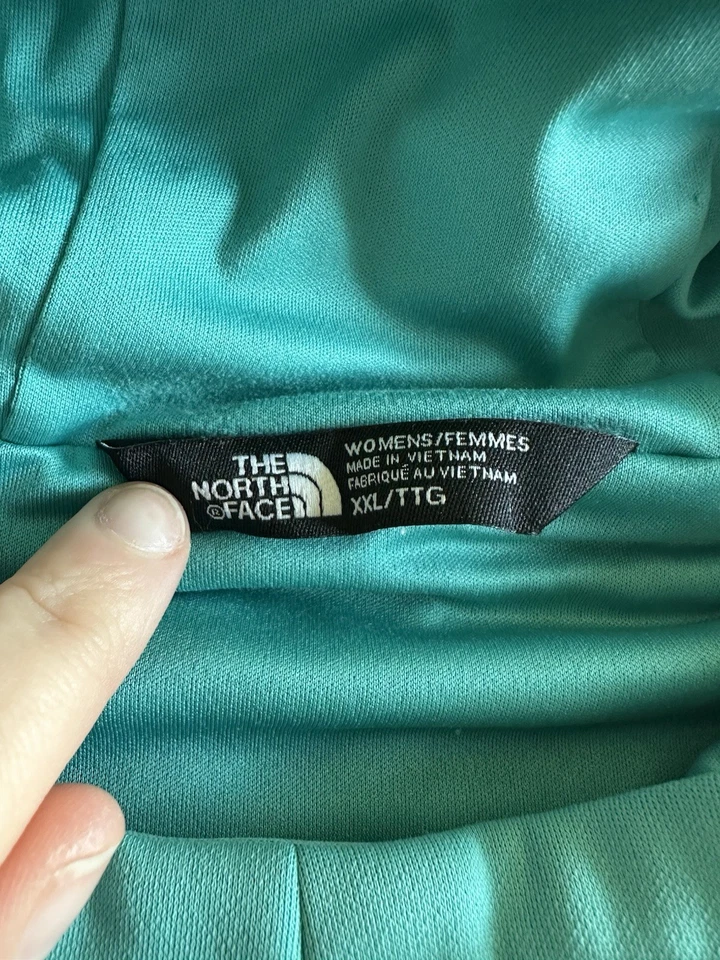 THE
NORTH
®FACE
WOMENS/FEMMES
MADE IN VIETNAM
FABRIQUÉ AU VIETNAM
XXL/TTG